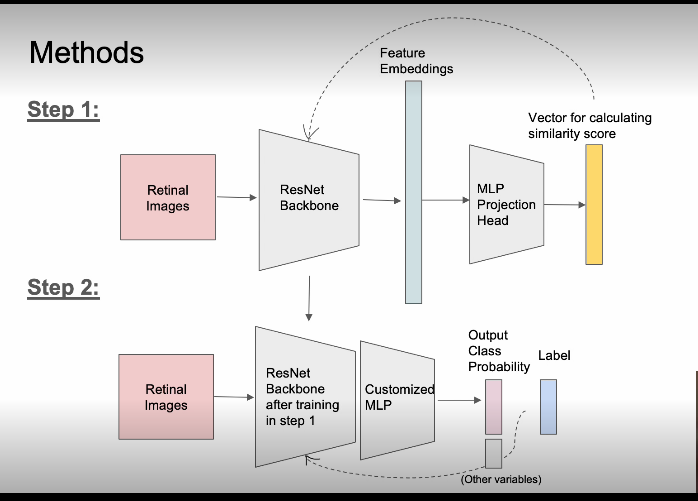 Methods
Step 1:
Feature
Embeddings
Vector for calculating
similarity score
Retinal
Images
ResNet
Backbone
MLP
Projection
Head
Step 2:
Retinal
Images
ResNet
Backbone
after training
in step 1
Customized
MLP
Output
Class
Probability
Label
(Other variables)